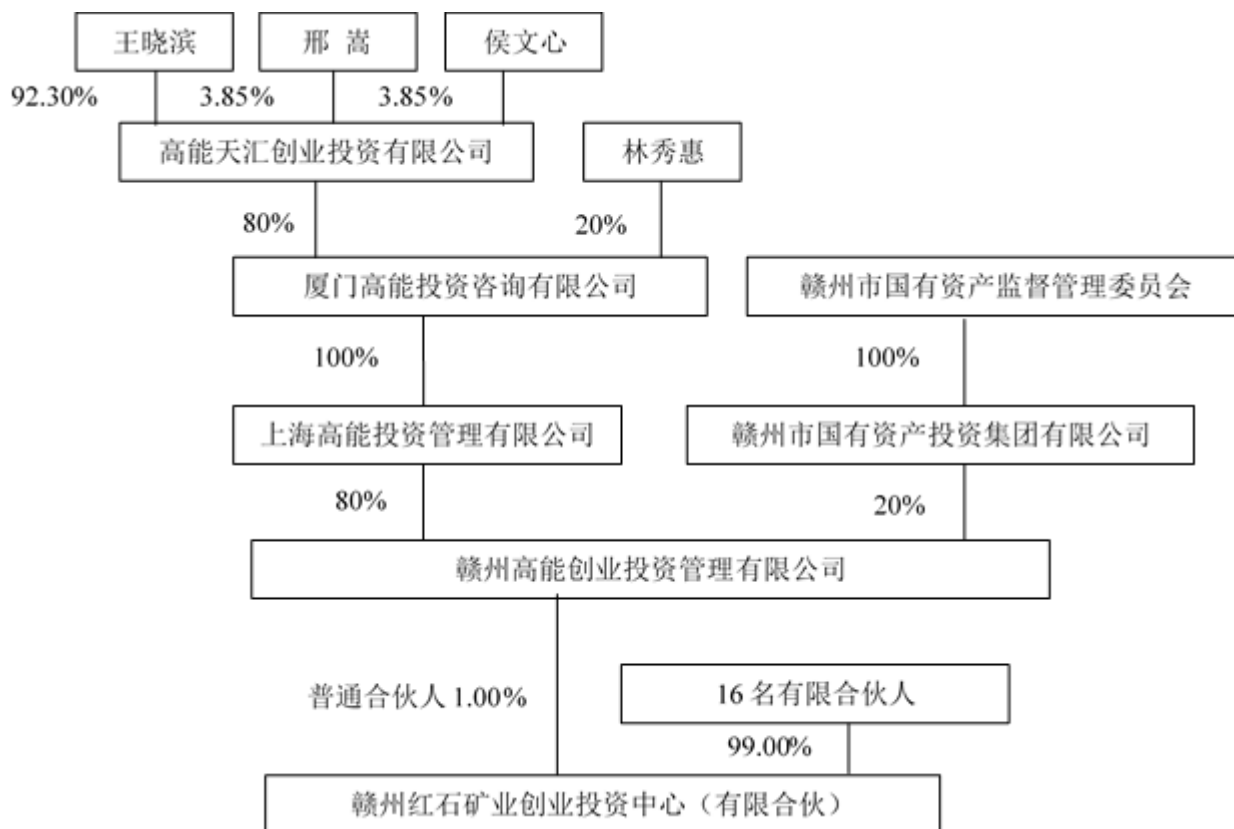 王晓滨
邢 嵩
侯文心
92.30%
3.85%
3.85%
高能天汇创业投资有限公司
林秀惠
80%
20%
厦门高能投资咨询有限公司
赣州市国有资产监督管理委员会
100%
100%
上海高能投资管理有限公司
赣州市国有资产投资集团有限公司
80%
20%
赣州高能创业投资管理有限公司
普通合伙人 1.00%
16 名有限合伙人
99.00%
赣州红石矿业创业投资中心（有限合伙）